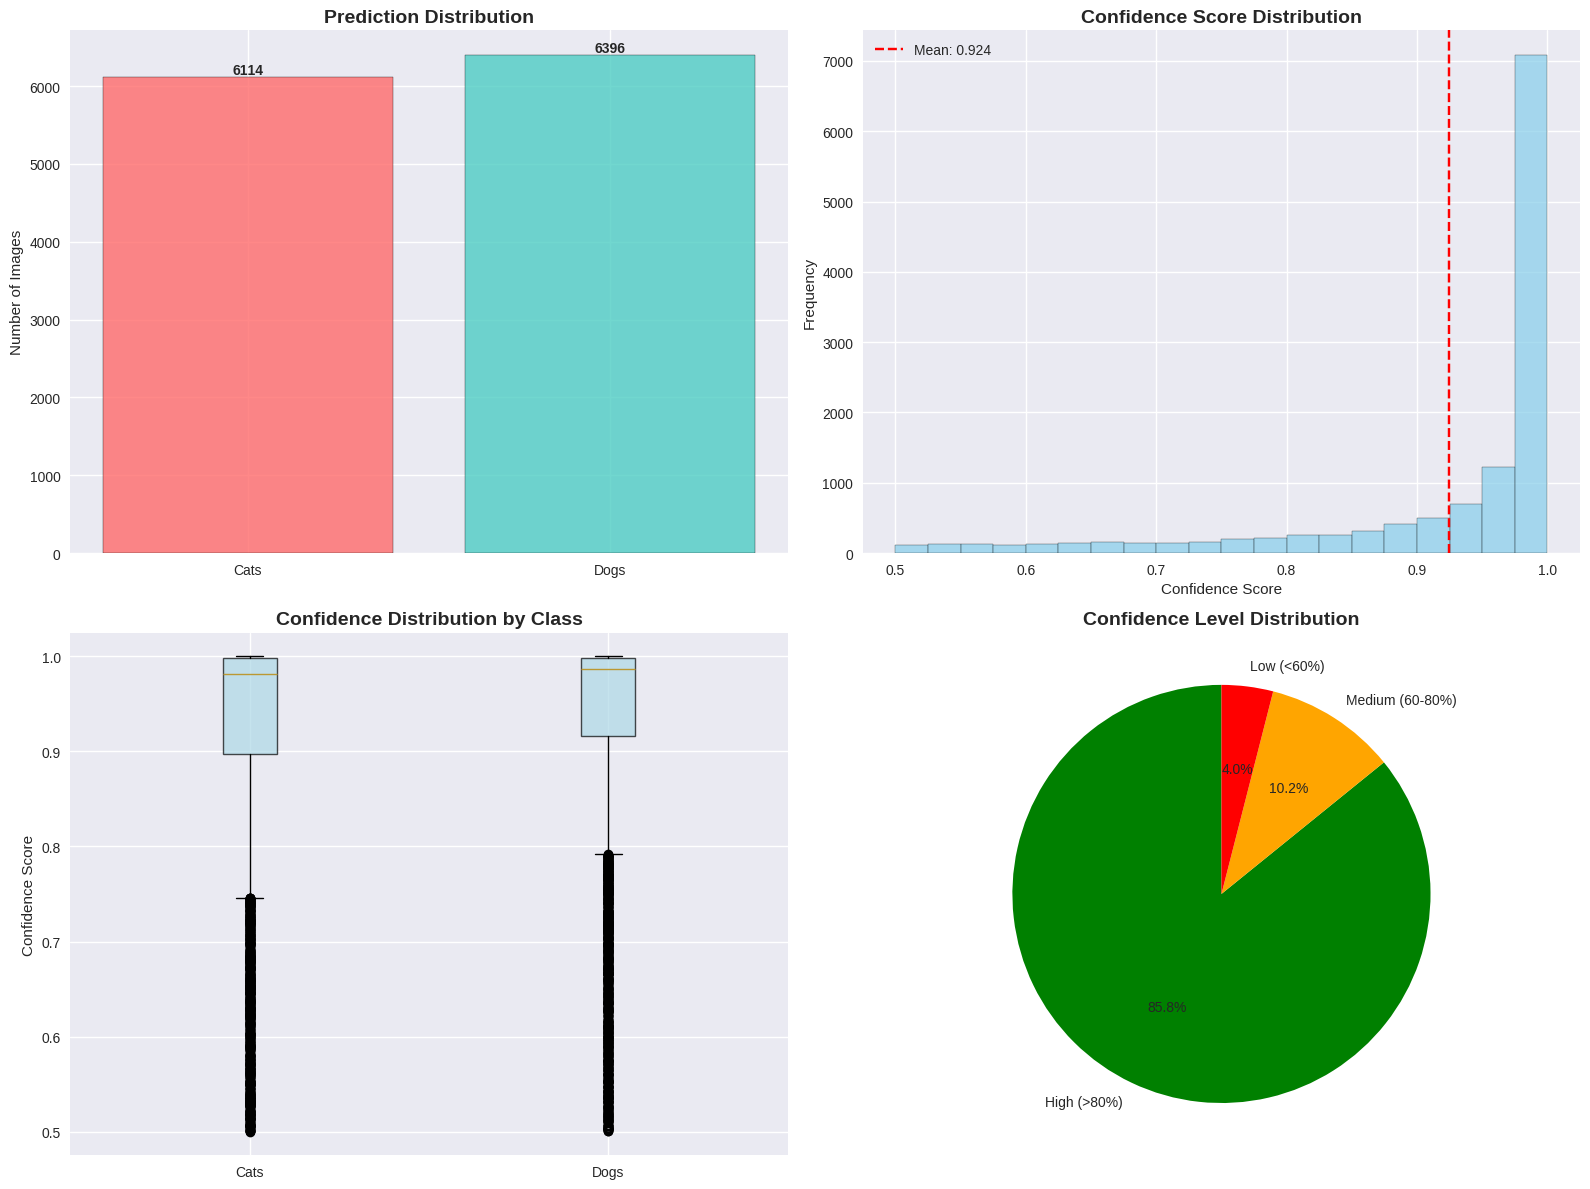 Prediction Distribution
Number of Images
6000
5000
4000
3000
2000
1000
0
6114
6396
Cats
Dogs
Confidence Score Distribution
Mean: 0.924
Frequency
7000
6000
5000
4000
3000
2000
1000
0
0.5
0.6
0.7
0.8
0.9
1.0
Confidence Score
Confidence Distribution by Class
Confidence Score
1.0
0.9
0.8
0.7
0.6
0.5
Cats
Dogs
Confidence Level Distribution
Low (<60%)
Medium (60-80%)
4.0%
10.2%
85.8%
High (>80%)